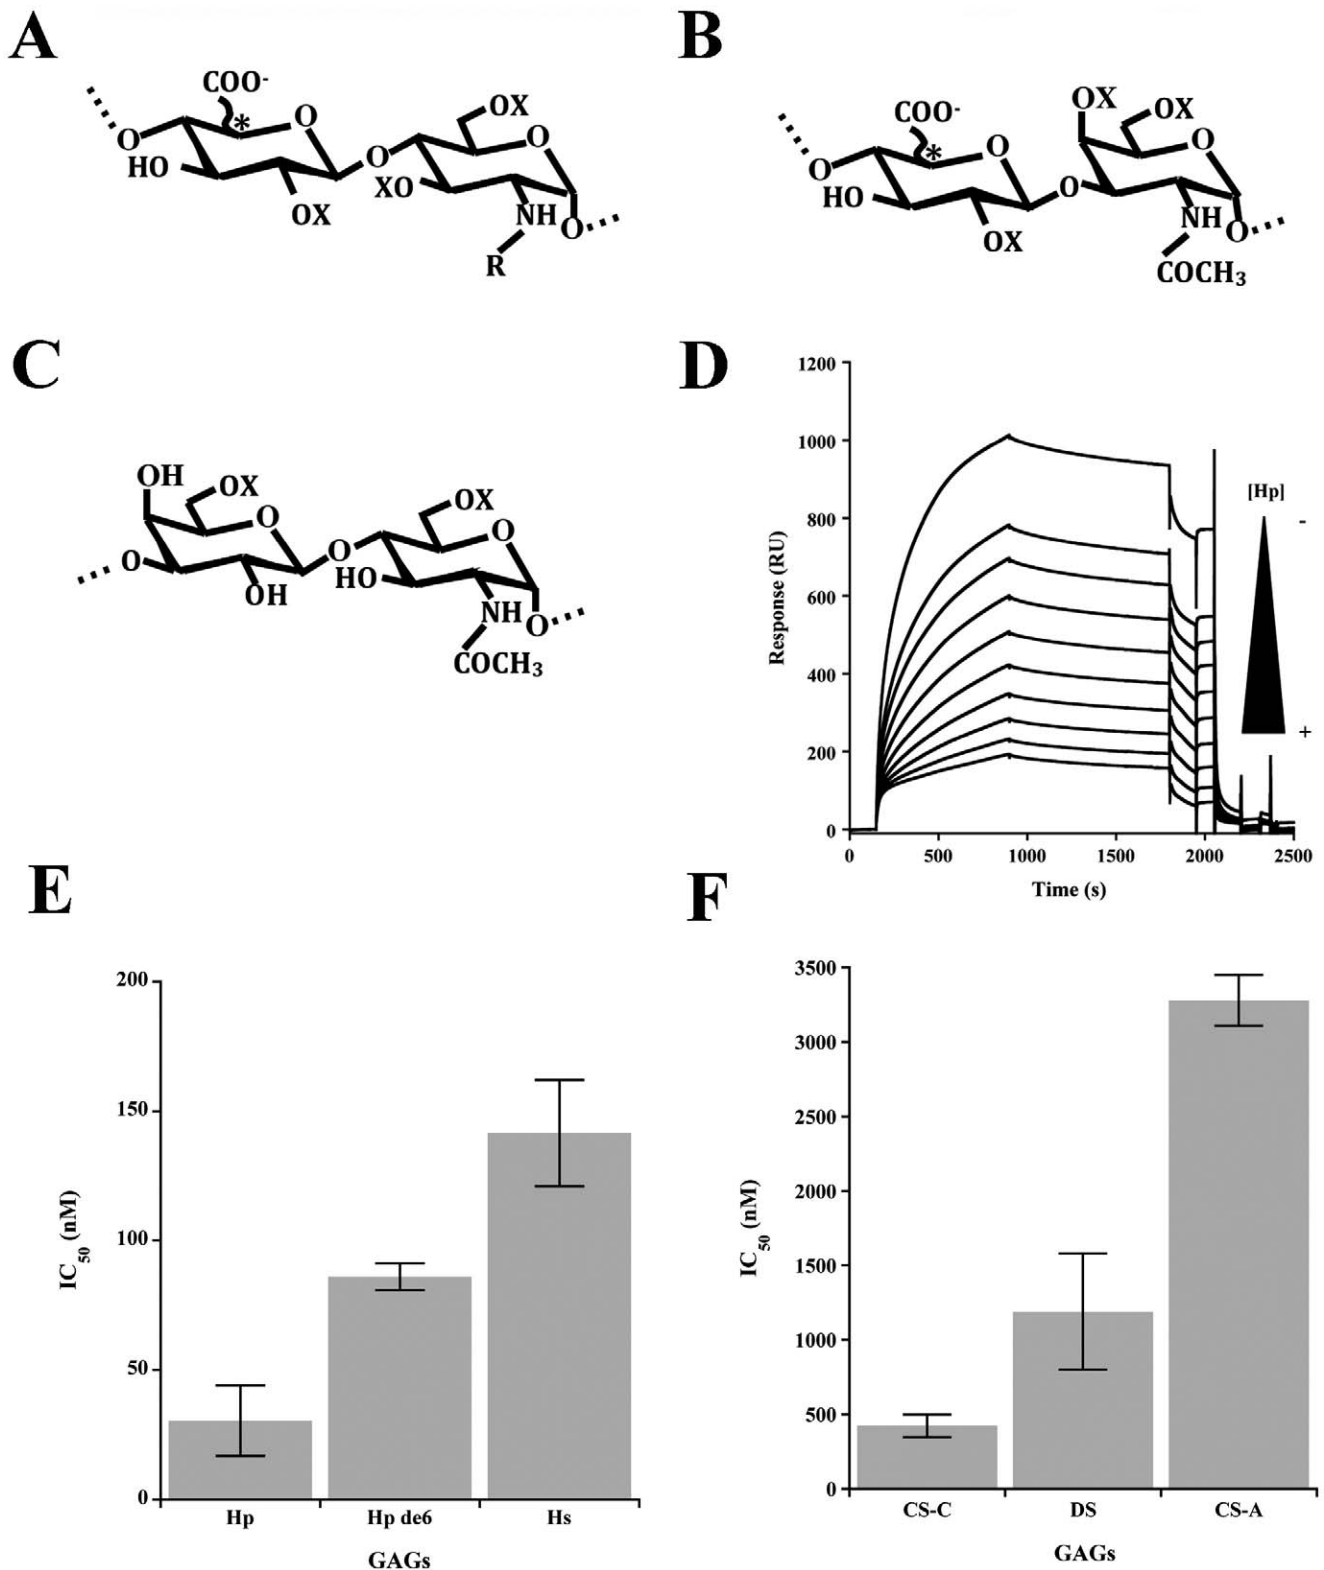 A
COO-
*
O
OX
O
O
O
HO
XO
OX
NH
O
R
B
COO-
*
O
OX
OX
O
O
O
HO
OX
NH
O
COCH3
C
OH
OX
O
OX
O
O
O
HO
OH
NH
O
COCH3
D
1200
1000
800
600
400
200
0
Response (RU)
0
500
1000
1500
2000
2500
Time (s)
[Hp]
-
+
E
200
150
100
50
0
IC50 (nM)
Hp
Hp de6
Hs
GAGs
F
3500
3000
2500
2000
1500
1000
500
0
IC50 (nM)
CS-C
DS
CS-A
GAGs